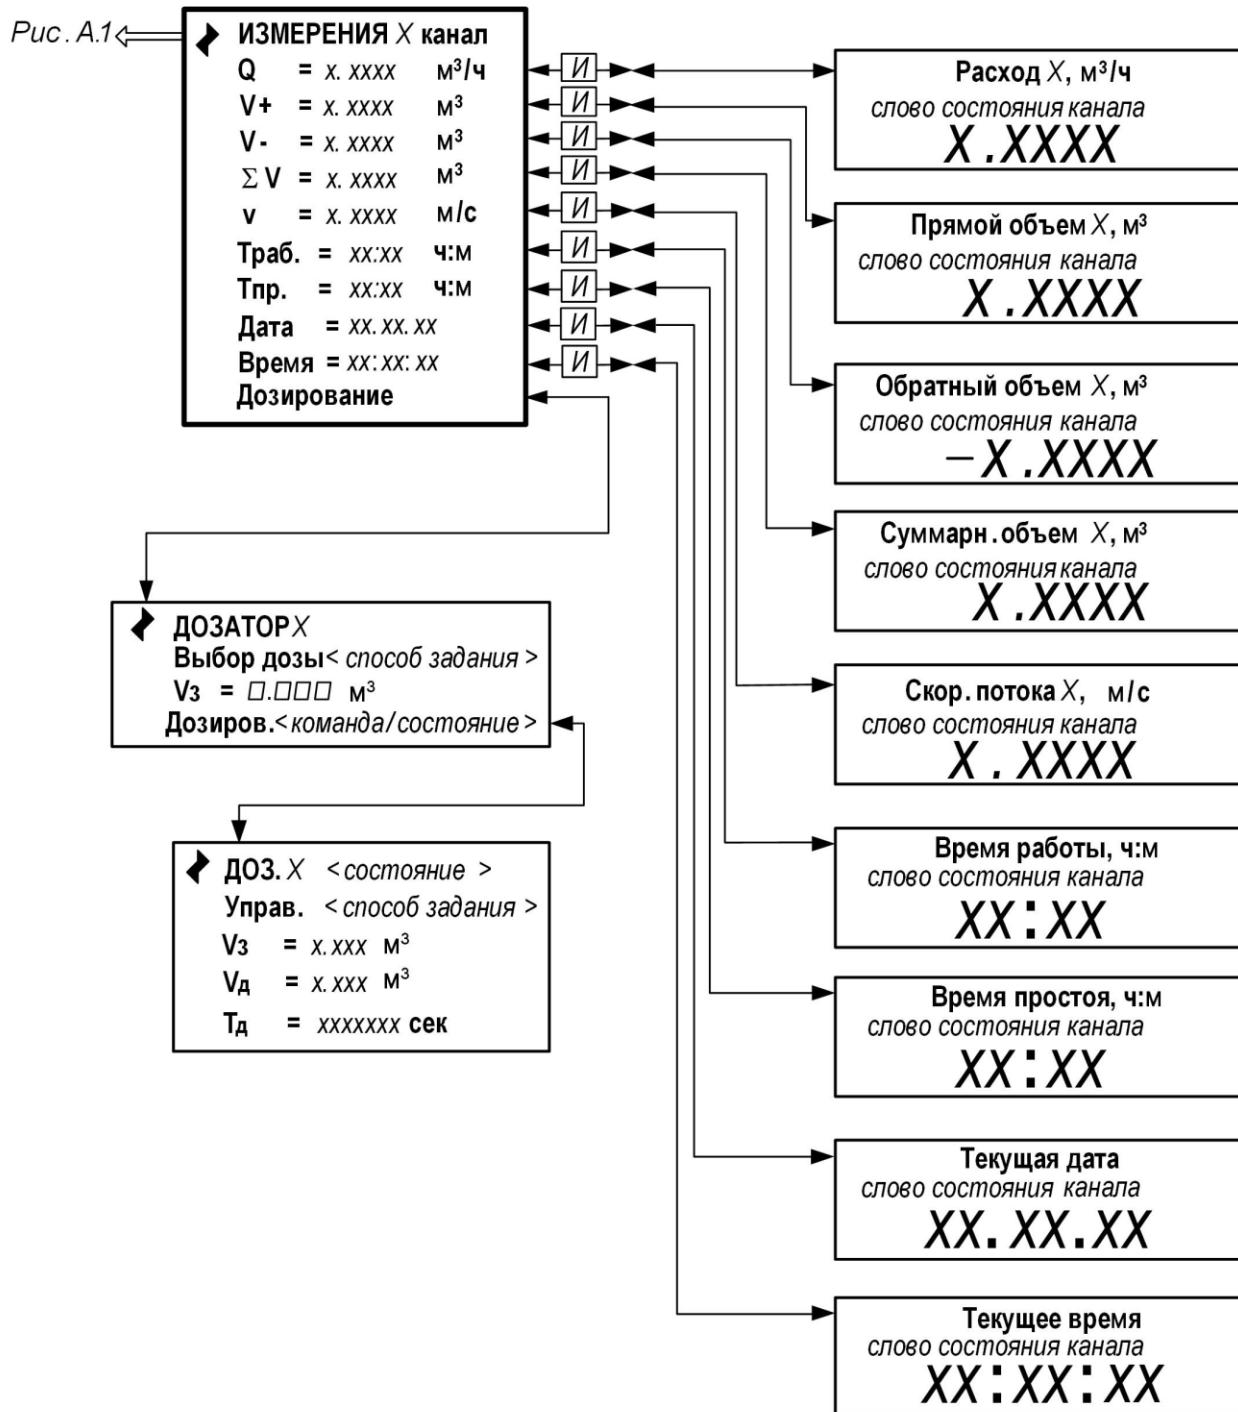 Рис. А.1
ИЗМЕРЕНИЯ X канал
Q = x. xxxx м³/ч
V+ = x. xxxx м³
V- = x. xxxx м³
Σ V = x. xxxx м³
v = x. xxxx м/с
Траб. = xx:xx ч:м
Тпр. = xx:xx ч:м
Дата = xx. xx. xx
Время = xx: xx: xx
Дозирование
И
И
И
И
И
И
И
И
И
Расход X, м³/ч
слово состояния канала
X.XXXX
Прямой объем X, м³
слово состояния канала
X.XXXX
Обратный объем X, м³
слово состояния канала
–X.XXXX
Суммарн.объем X, м³
слово состояния канала
X.XXXX
Скор. потока X, м/с
слово состояния канала
X.XXXX
Время работы, ч:м
слово состояния канала
XX:XX
Время простоя, ч:м
слово состояния канала
XX:XX
Текущая дата
слово состояния канала
XX.XX.XX
Текущее время
слово состояния канала
XX:XX:XX
ДОЗАТОР X
Выбор дозы < способ задания >
Vз = □.□□□ м³
Дозиров.<команда/состояние >
ДОЗ. X < состояние >
Управ. < способ задания >
Vз = x. xxx м³
Vд = x. xxx м³
Tд = xxxxxxx сек